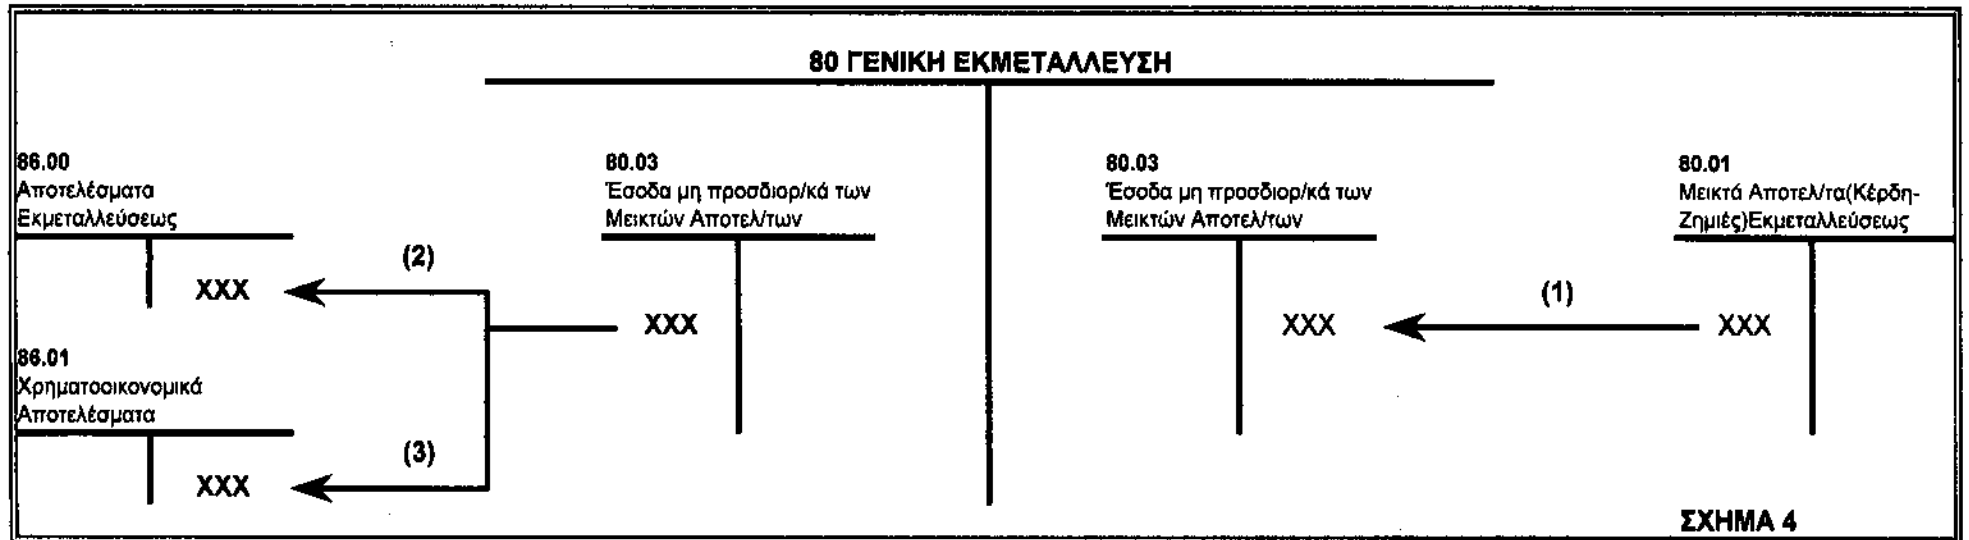 80 ΓΕΝΙΚΗ ΕΚΜΕΤΑΛΛΕΥΣΗ
86.00
Αποτελέσματα
Εκμεταλλεύσεως
80.03
Έσοδα μη προσδιορ/κά των
Μεικτών Αποτελ/των
80.03
Έσοδα μη προσδιορ/κά των
Μεικτών Αποτελ/των
80.01
Μεικτά Αποτελ/τα(Κέρδη-
Ζημιές)Εκμεταλλεύσεως
(2)
XXX
XXX
(1)
XXX
XXX
86.01
Χρηματοοικονομικά
Αποτελέσματα
(3)
XXX
ΣΧΗΜΑ 4